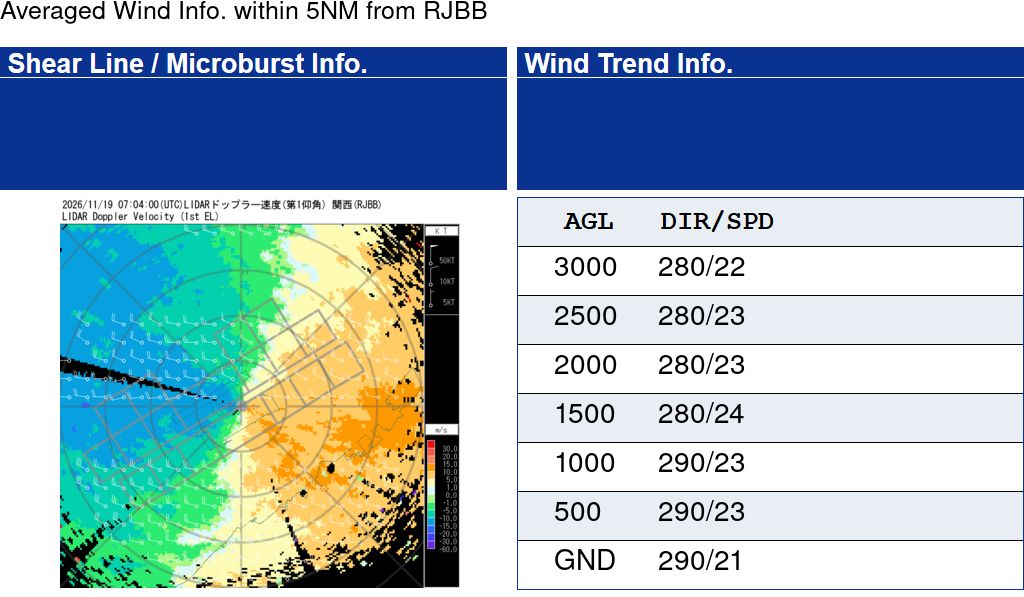 Averaged Wind Info. within 5NM from RJBB
Shear Line / Microburst Info.
Wind Trend Info.
2026/11/19 07:04:00(UTC)LIDARドップラー速度(第1仰角) 関西(RJBB)
LIDAR Doppler Velocity (1st EL)
K T
50KT
10KT
5KT
m/s
30.0
20.0
15.0
10.0
5.0
1.0
0.0
-1.0
-5.0
-10.0
-15.0
-20.0
-30.0
-60.0
AGL DIR/SPD
3000 280/22
2500 280/23
2000 280/23
1500 280/24
1000 290/23
500 290/23
GND 290/21